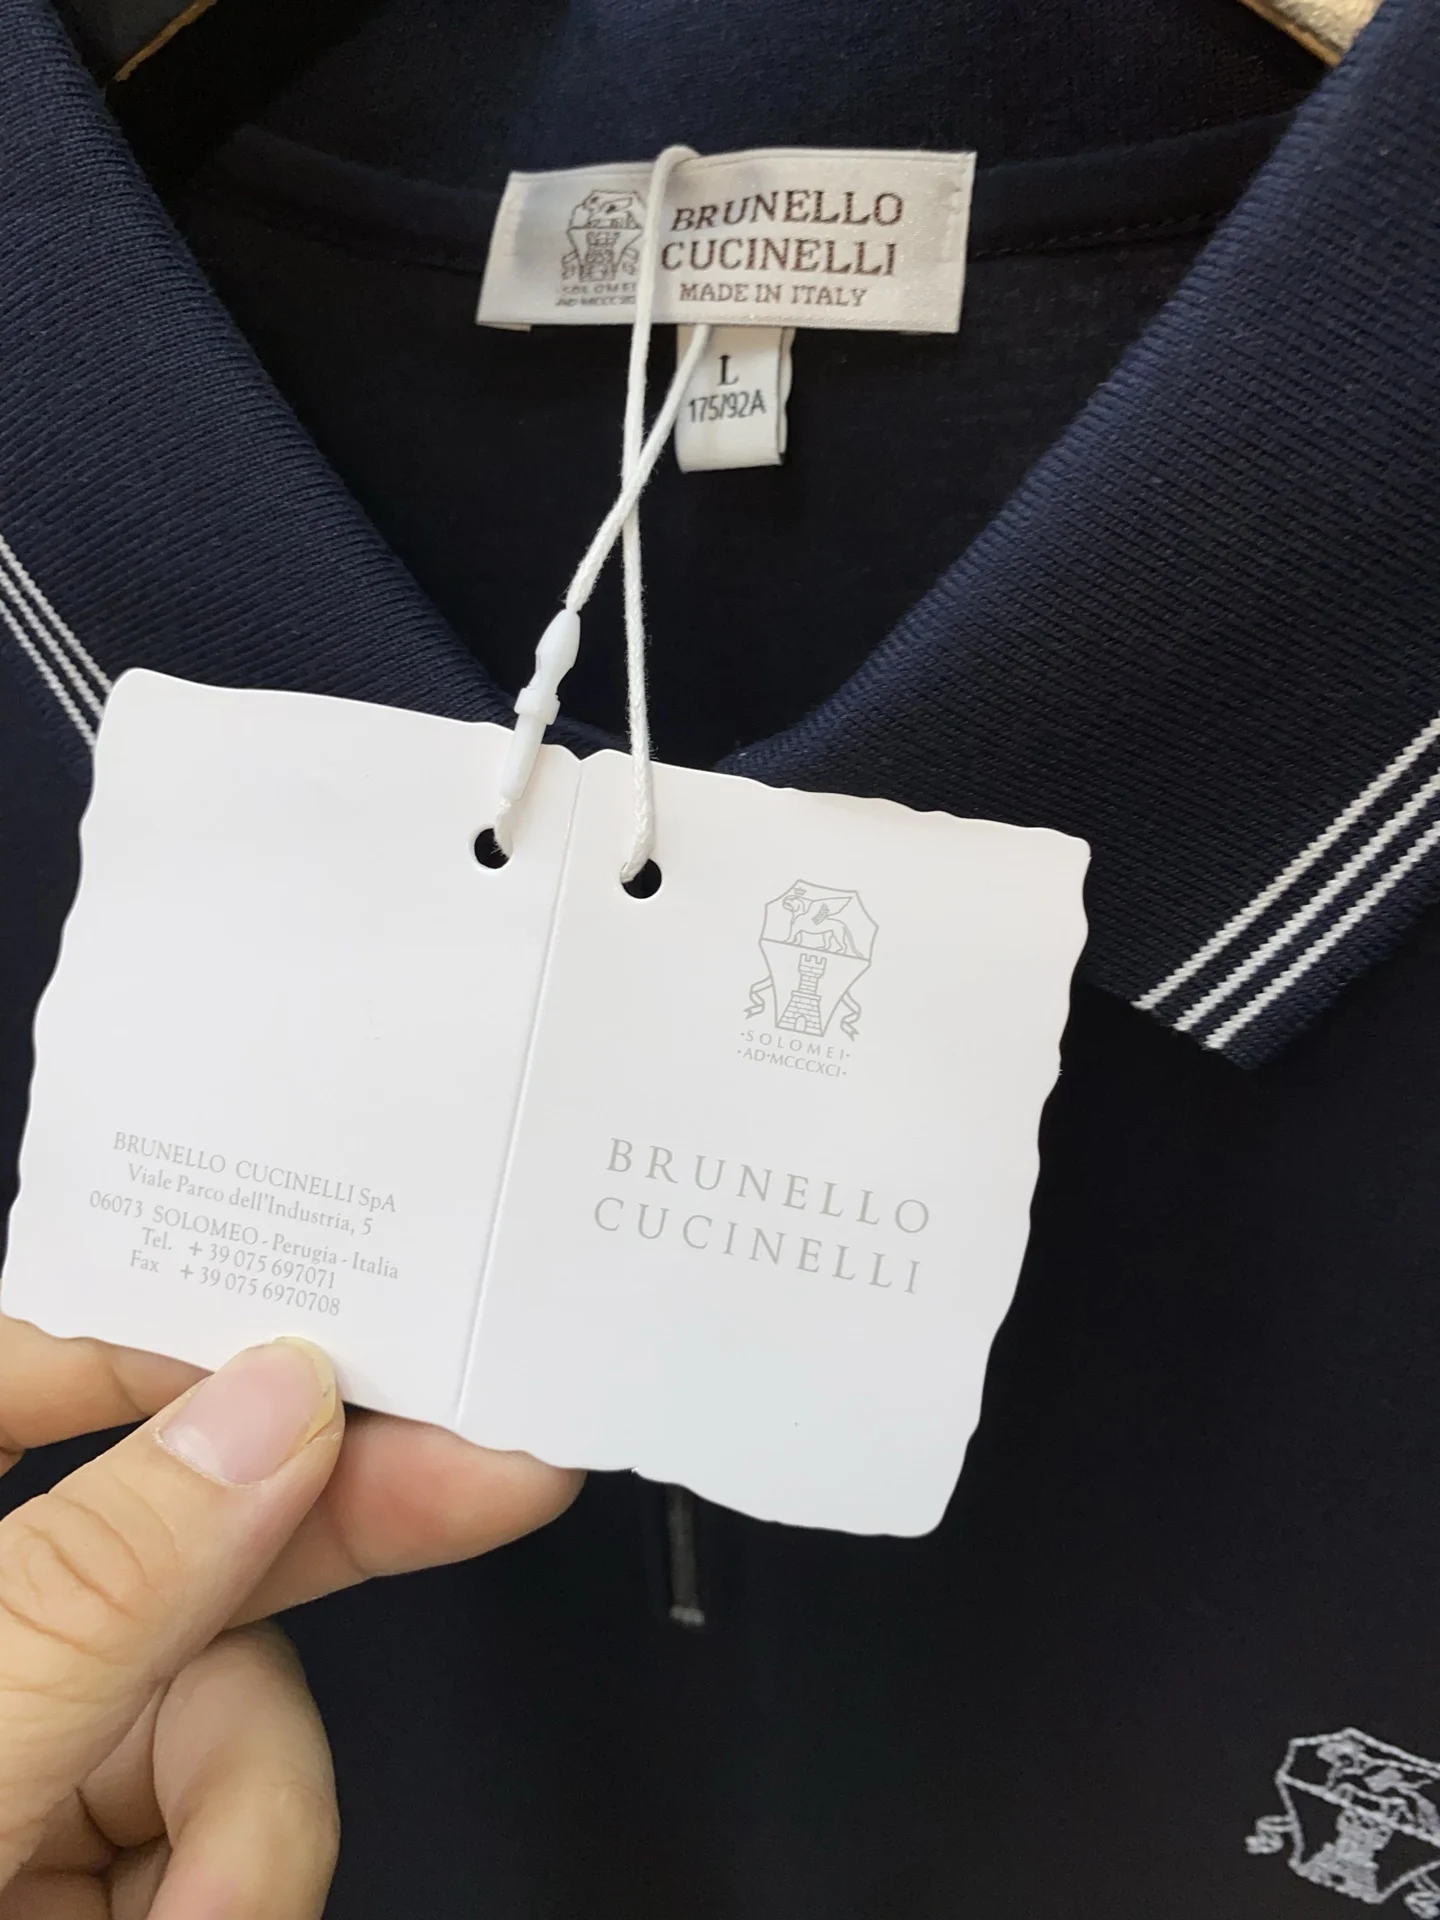 BRUNELLO
CUCINELLI
MADE IN ITALY
SOLOMEI
L
175/92A
·SOLOMEI·
·AD·MCCCXCI·
BRUNELLO
CUCINELLI
BRUNELLO CUCINELLI SpA
Viale Parco dell'Industria, 5
06073 SOLOMEO - Perugia - Italia
Tel. + 39 075 697071
Fax + 39 075 6970708